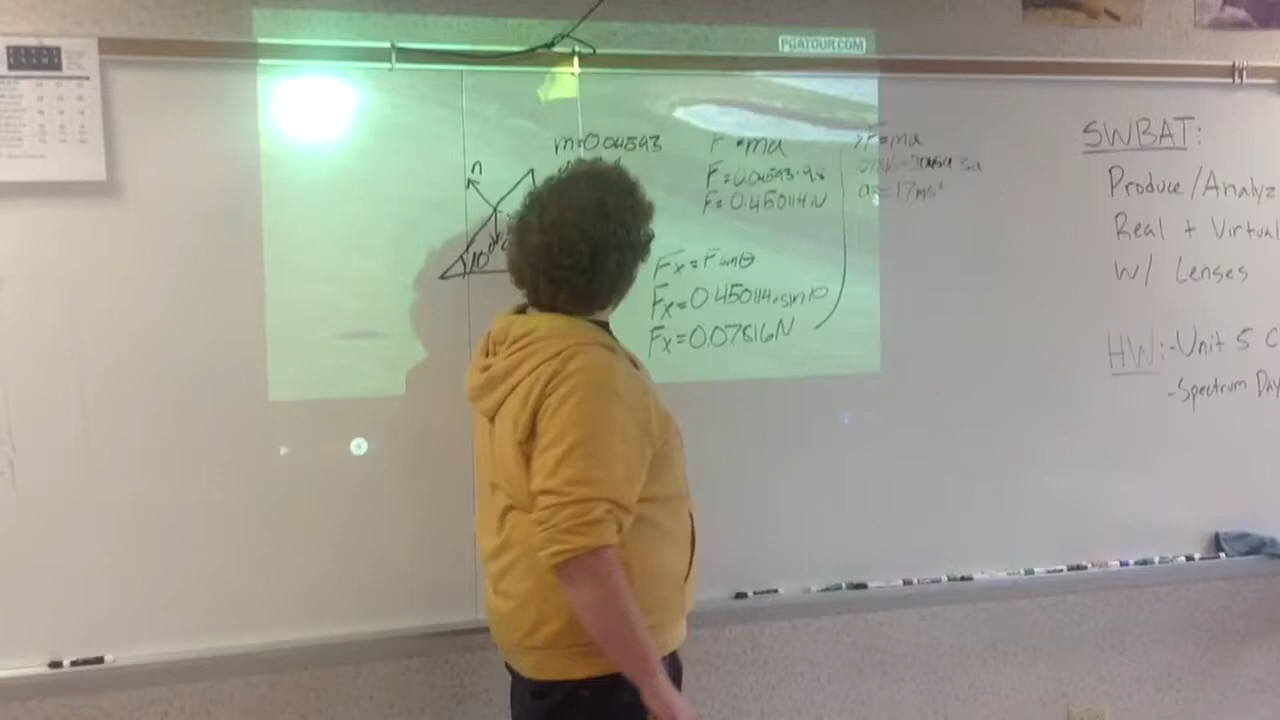 PGATOUR.COM
m=0.04593
n
10°
F=ma
F=0.04593·9.8
F=0.450114N
Fx=F sinθ
Fx=0.450114·sin10
Fx=0.07816N
F=ma
a=
SWBAT:
Produce/Analyz
Real + Virtual
W/ Lenses
HW:-Unit 5 C
-Spectrum Day